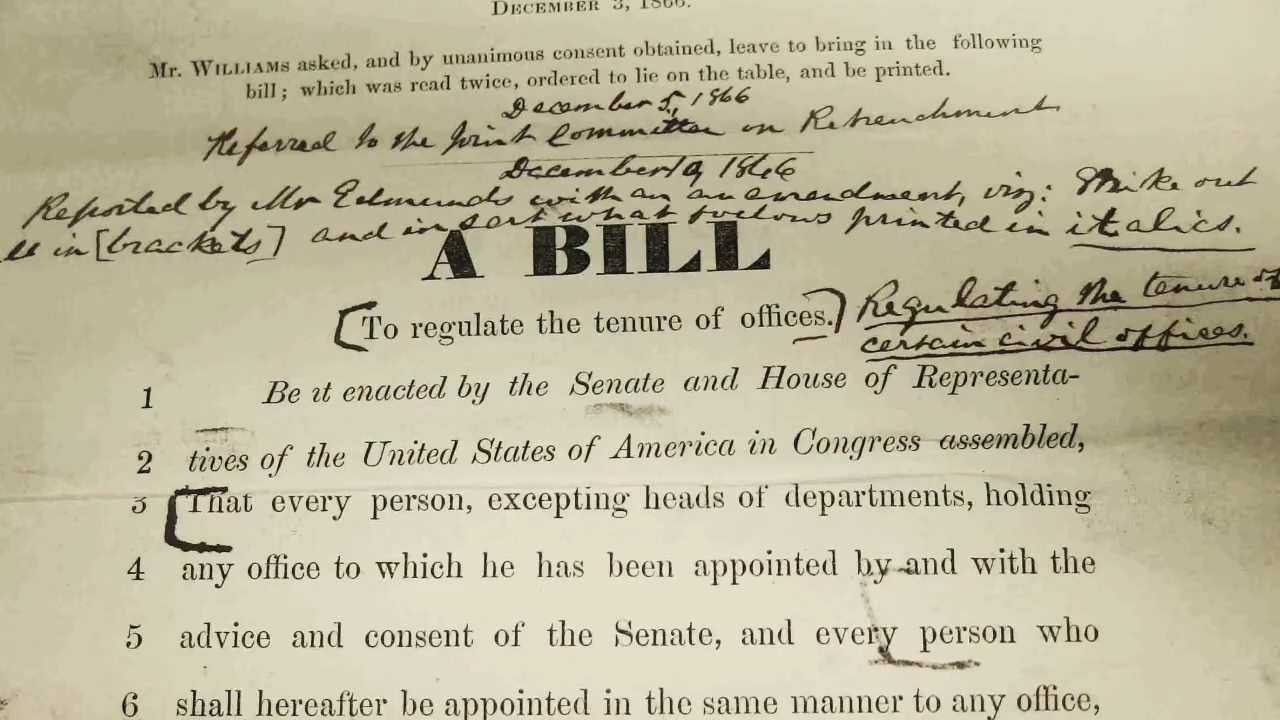 DECEMBER 3, 1866.
Mr. WILLIAMS asked, and by unanimous consent obtained, leave to bring in the following
bill; which was read twice, ordered to lie on the table, and be printed.
December 5, 1866
Referred to the Joint Committee on Retrenchment
December 19 1866
Reported by Mr Edmunds with an amendment, viz: Strike out
in [brackets] and insert what follows printed in italics.
A BILL
[To regulate the tenure of offices.] Regulating the tenure of
certain civil offices.
1 Be it enacted by the Senate and House of Representa-
2 tives of the United States of America in Congress assembled,
3 [That every person, excepting heads of departments, holding
4 any office to which he has been appointed by and with the
5 advice and consent of the Senate, and every person who
6 shall hereafter be appointed in the same manner to any office,